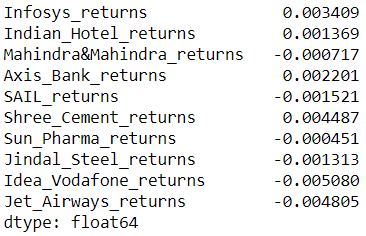 Infosys_returns 0.003409
Indian_Hotel_returns 0.001369
Mahindra&Mahindra_returns -0.000717
Axis_Bank_returns 0.002201
SAIL_returns -0.001521
Shree_Cement_returns 0.004487
Sun_Pharma_returns -0.000451
Jindal_Steel_returns -0.001313
Idea_Vodafone_returns -0.005080
Jet_Airways_returns -0.004805
dtype: float64